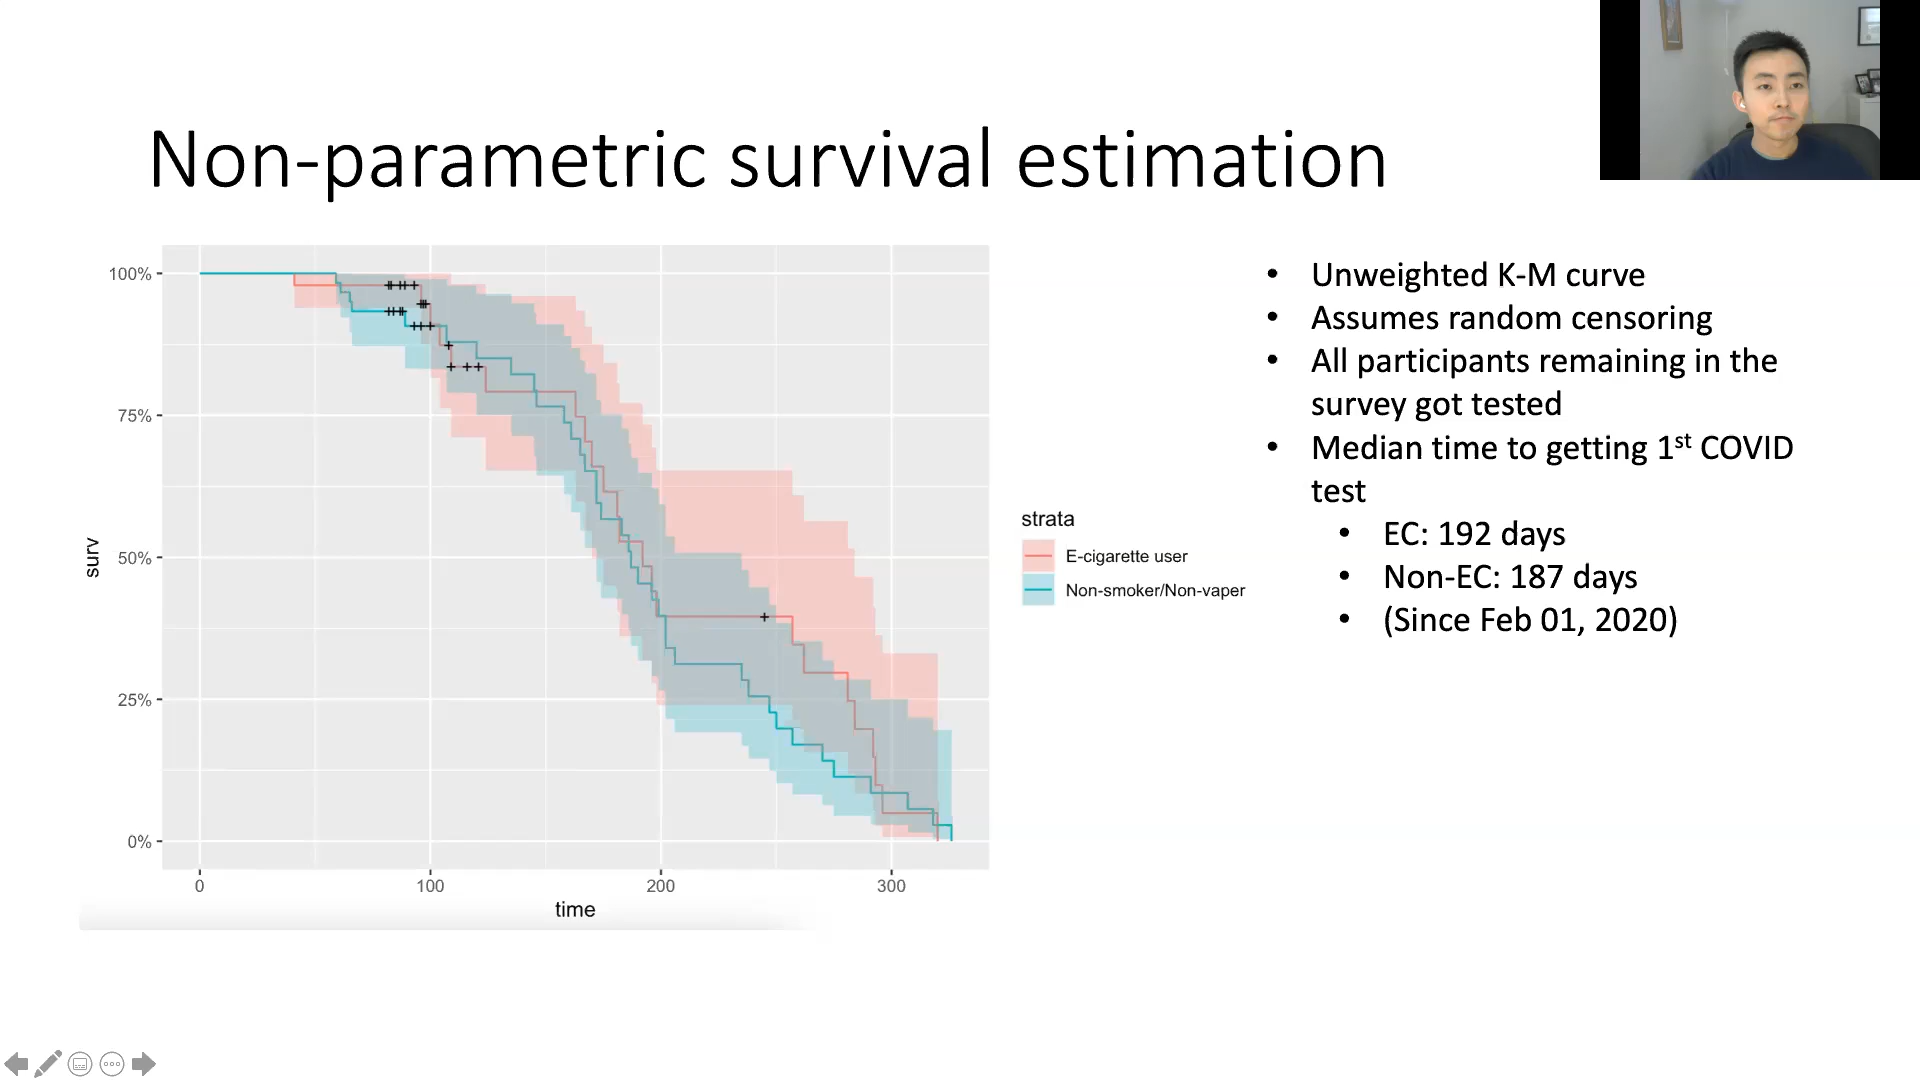 Non-parametric survival estimation
100%
75%
50%
25%
0%
surv
0
100
200
300
time
strata
E-cigarette user
Non-smoker/Non-vaper
• Unweighted K-M curve
• Assumes random censoring
• All participants remaining in the
survey got tested
• Median time to getting 1st COVID
test
• EC: 192 days
• Non-EC: 187 days
• (Since Feb 01, 2020)